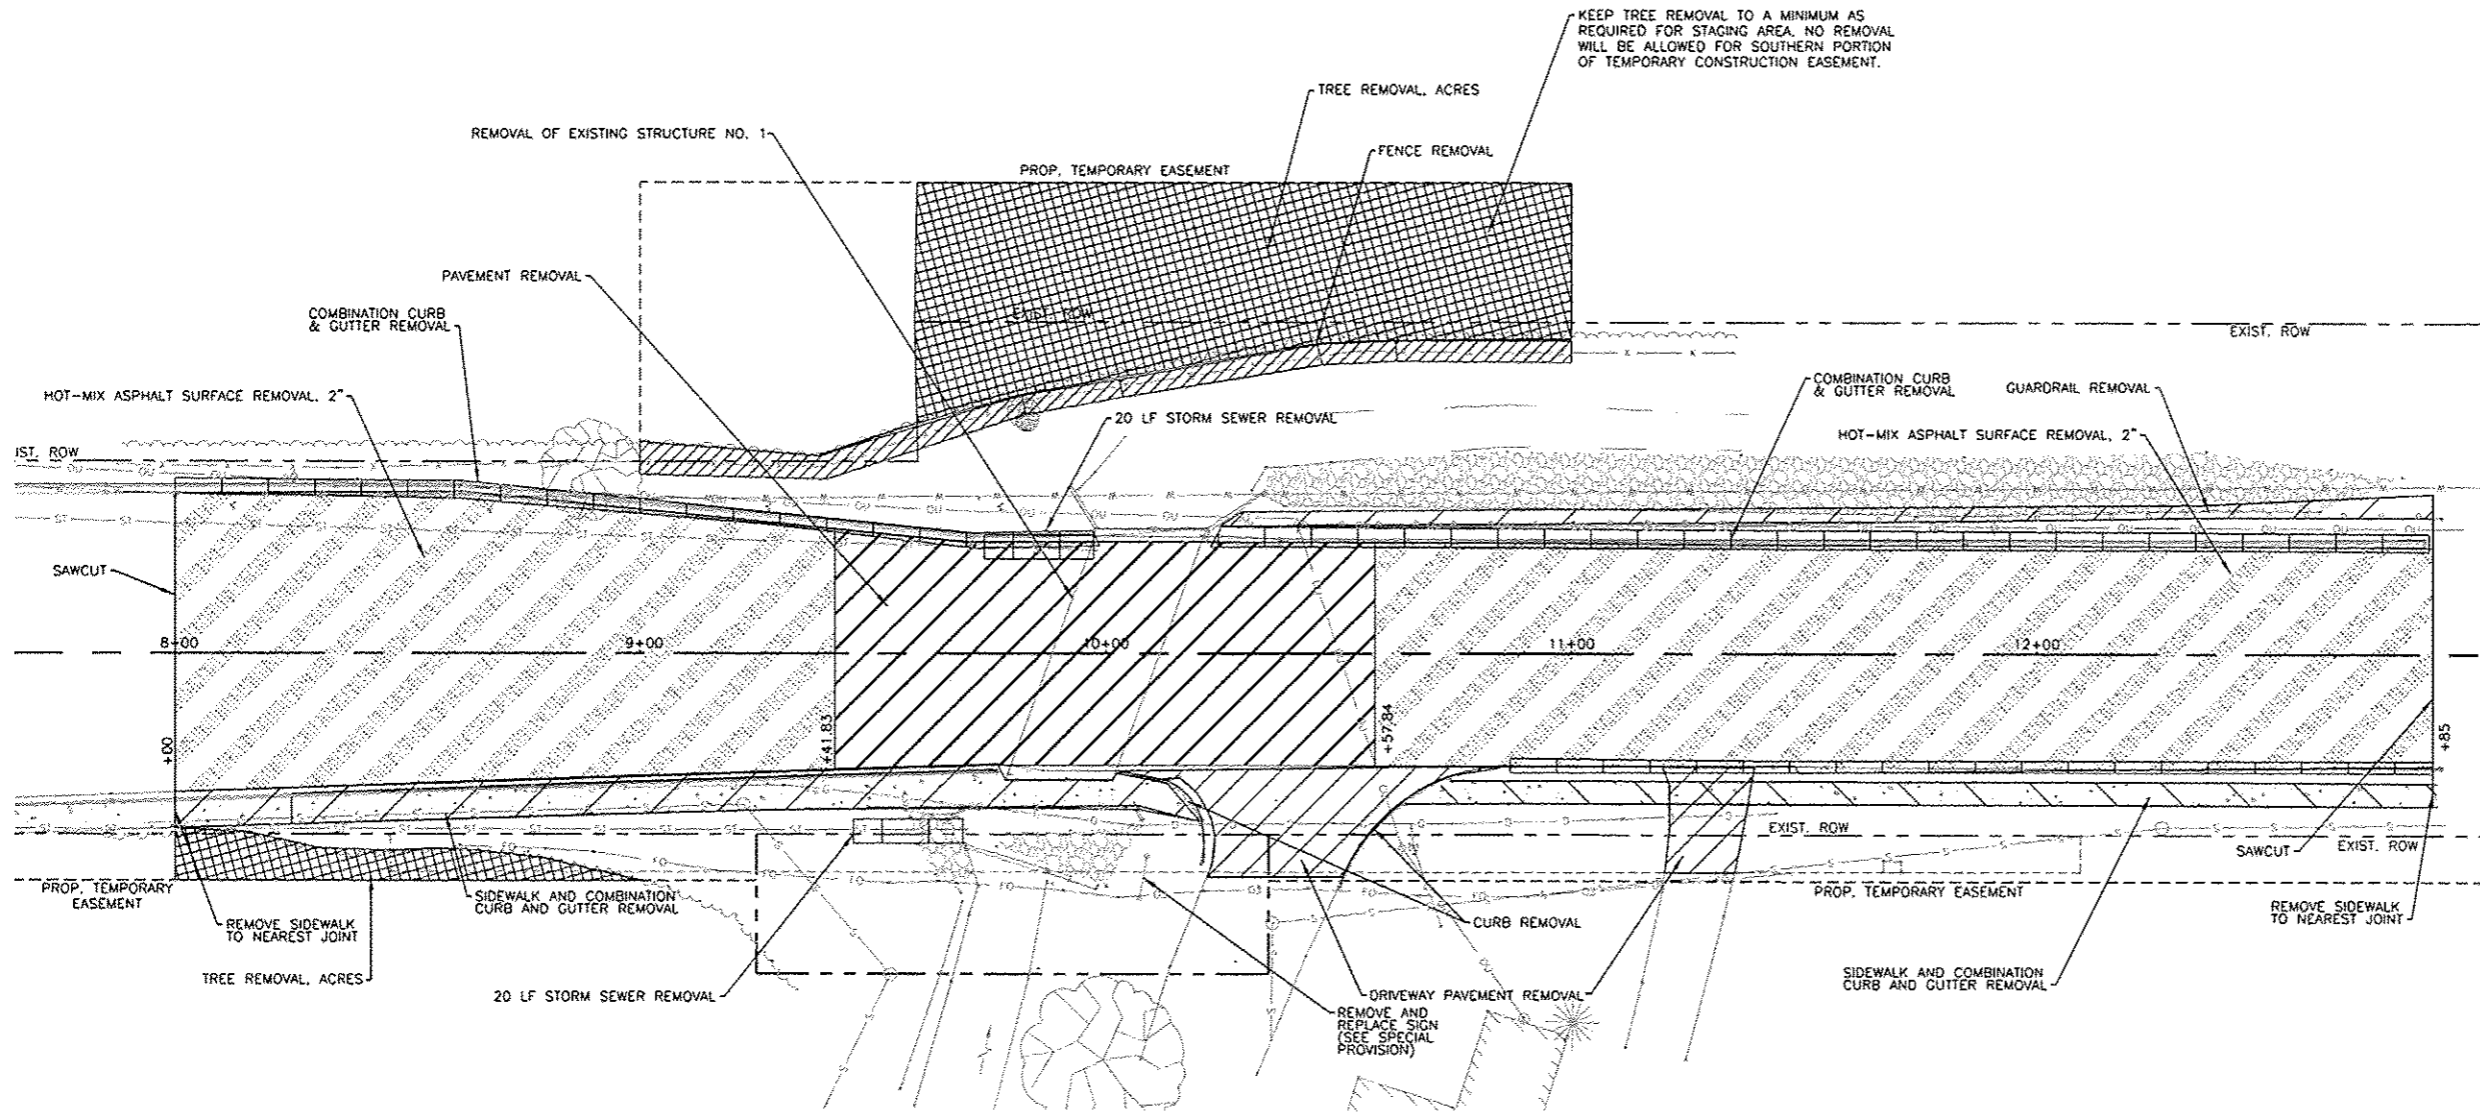 KEEP TREE REMOVAL TO A MINIMUM AS
REQUIRED FOR STAGING AREA. NO REMOVAL
WILL BE ALLOWED FOR SOUTHERN PORTION
OF TEMPORARY CONSTRUCTION EASEMENT.
TREE REMOVAL, ACRES
REMOVAL OF EXISTING STRUCTURE NO. 1
FENCE REMOVAL
PROP. TEMPORARY EASEMENT
PAVEMENT REMOVAL
COMBINATION CURB
& GUTTER REMOVAL
EXIST. ROW
EXIST. ROW
HOT-MIX ASPHALT SURFACE REMOVAL, 2"
COMBINATION CURB
& GUTTER REMOVAL
GUARDRAIL REMOVAL
20 LF STORM SEWER REMOVAL
HOT-MIX ASPHALT SURFACE REMOVAL, 2"
IST. ROW
SAWCUT
8+00
9+00
10+00
11+00
12+00
+00
+41.83
+57.84
+85
EXIST. ROW
SAWCUT
EXIST. ROW
PROP. TEMPORARY
EASEMENT
SIDEWALK AND COMBINATION
CURB AND GUTTER REMOVAL
PROP. TEMPORARY EASEMENT
REMOVE SIDEWALK
TO NEAREST JOINT
REMOVE SIDEWALK
TO NEAREST JOINT
CURB REMOVAL
TREE REMOVAL, ACRES
20 LF STORM SEWER REMOVAL
DRIVEWAY PAVEMENT REMOVAL
SIDEWALK AND COMBINATION
CURB AND GUTTER REMOVAL
REMOVE AND
REPLACE SIGN
(SEE SPECIAL
PROVISION)